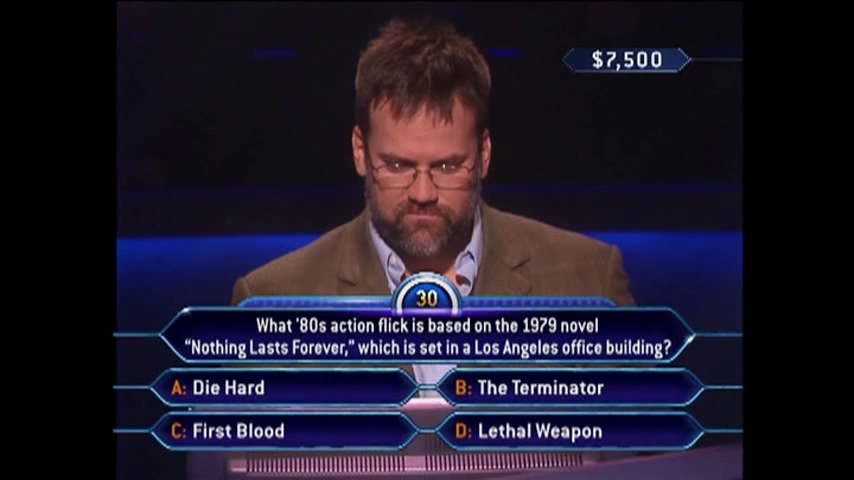 $7,500
30
What '80s action flick is based on the 1979 novel
"Nothing Lasts Forever," which is set in a Los Angeles office building?
A: Die Hard
B: The Terminator
C: First Blood
D: Lethal Weapon